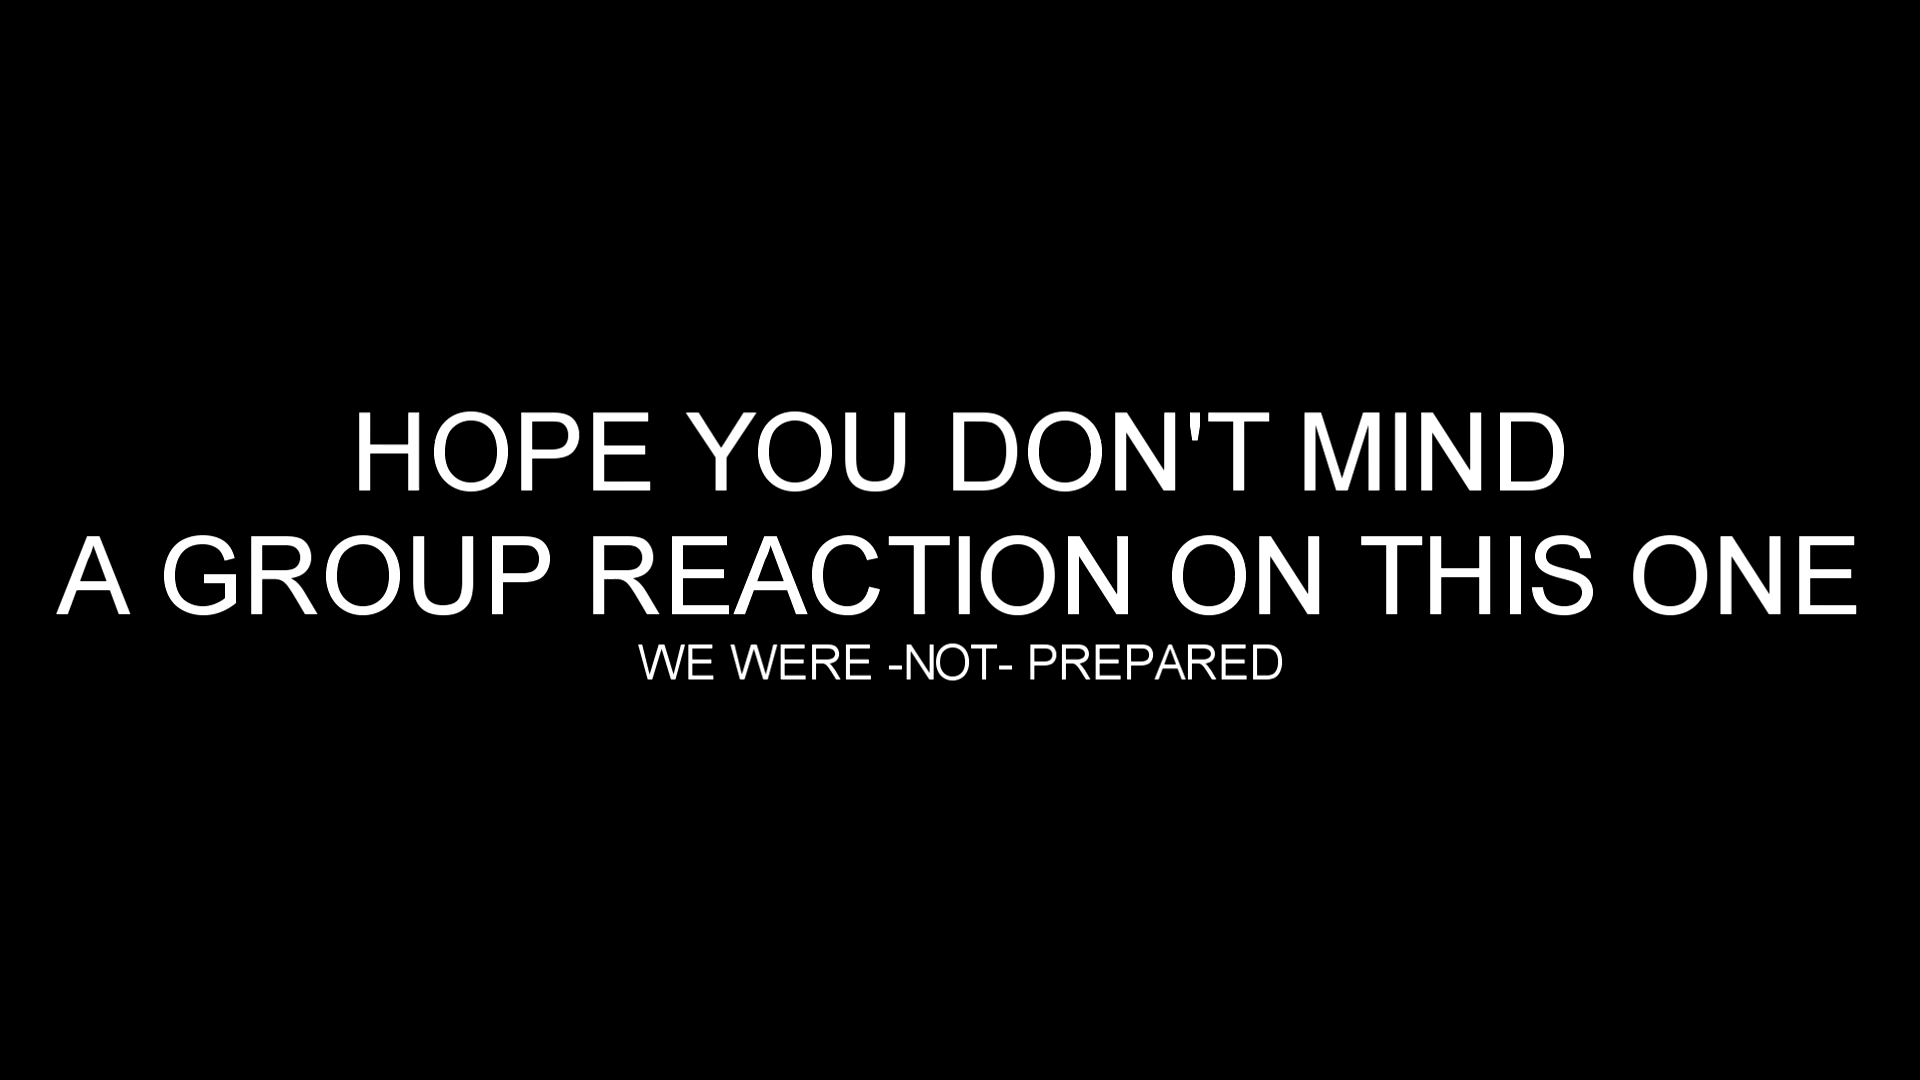 HOPE YOU DON'T MIND
A GROUP REACTION ON THIS ONE
WE WERE -NOT- PREPARED